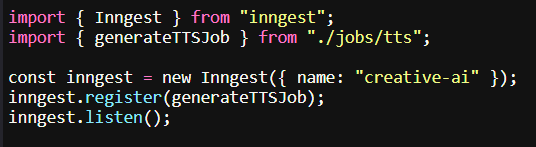 import { Inngest } from "inngest";
import { generateTTSJob } from "./jobs/tts";
const inngest = new Inngest({ name: "creative-ai" });
inngest.register(generateTTSJob);
inngest.listen();